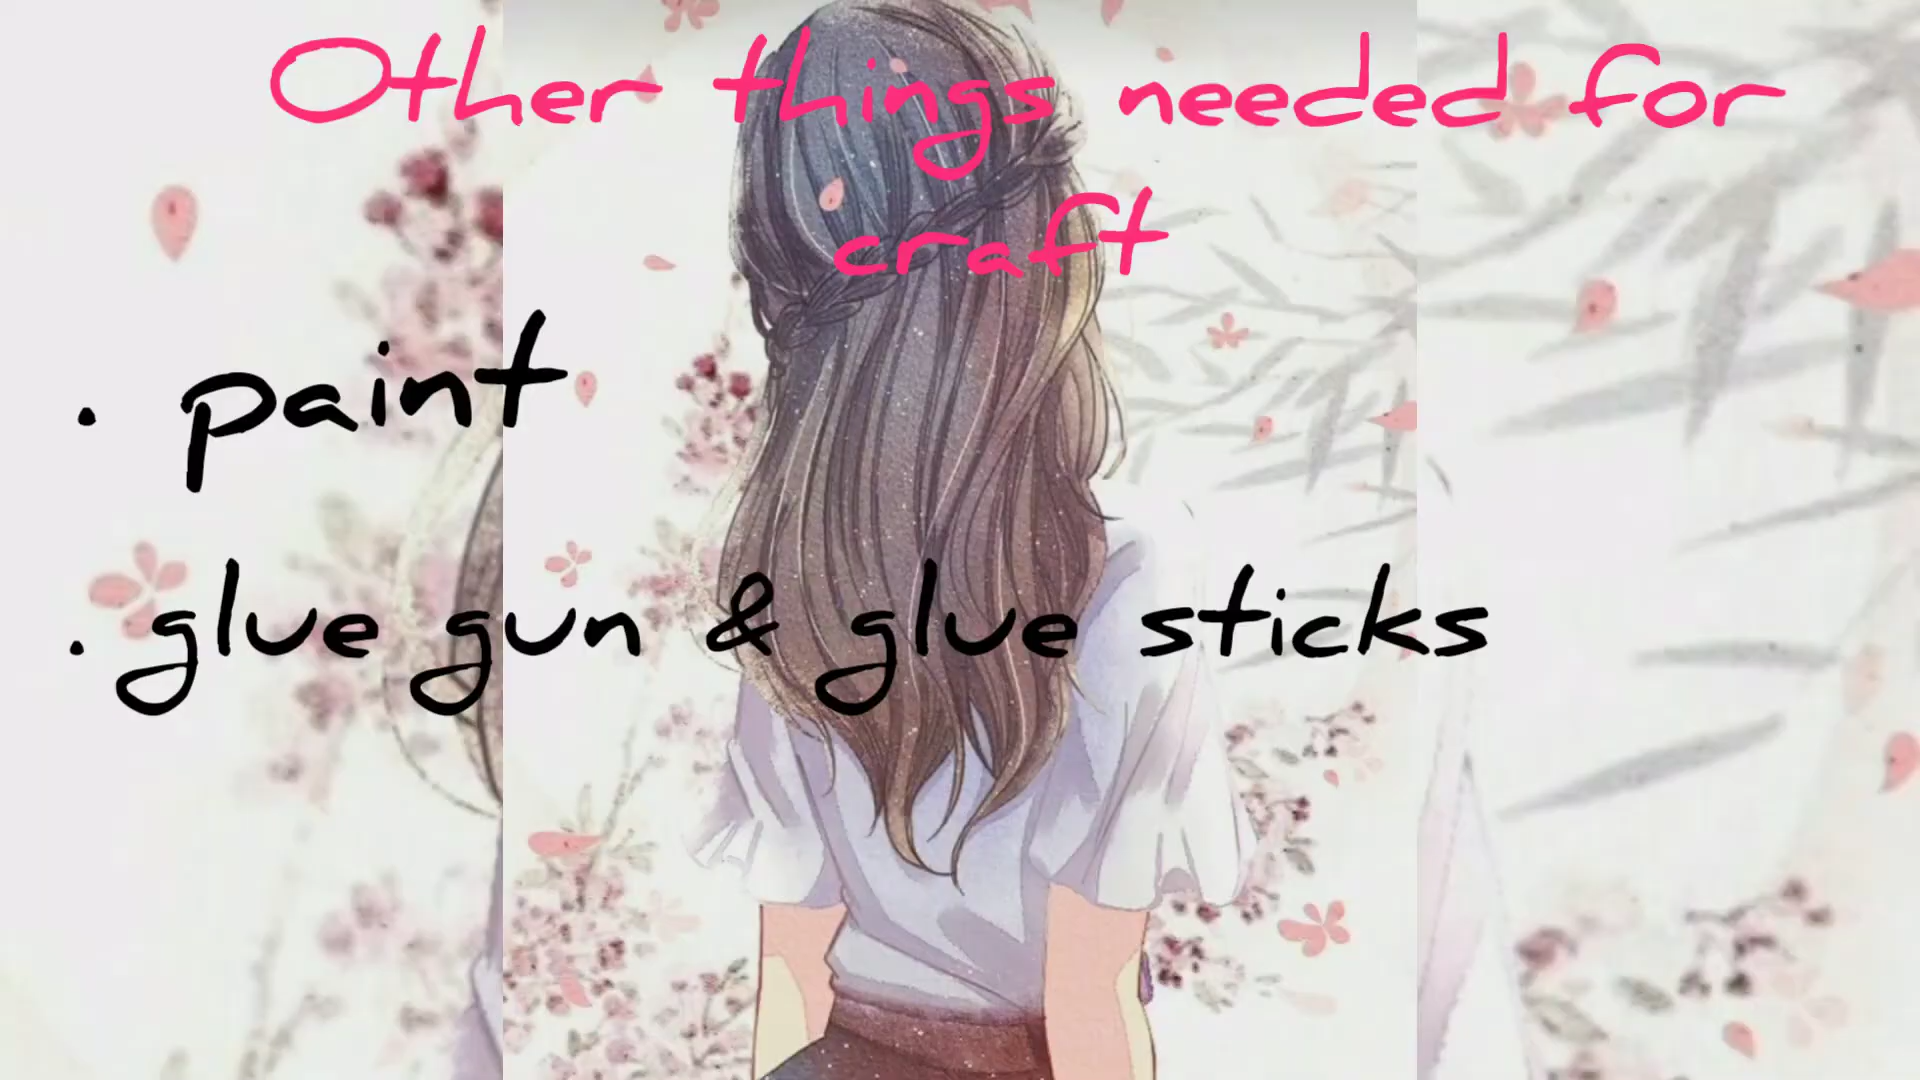 Other things needed for
craft
. paint
. glue gun & glue sticks